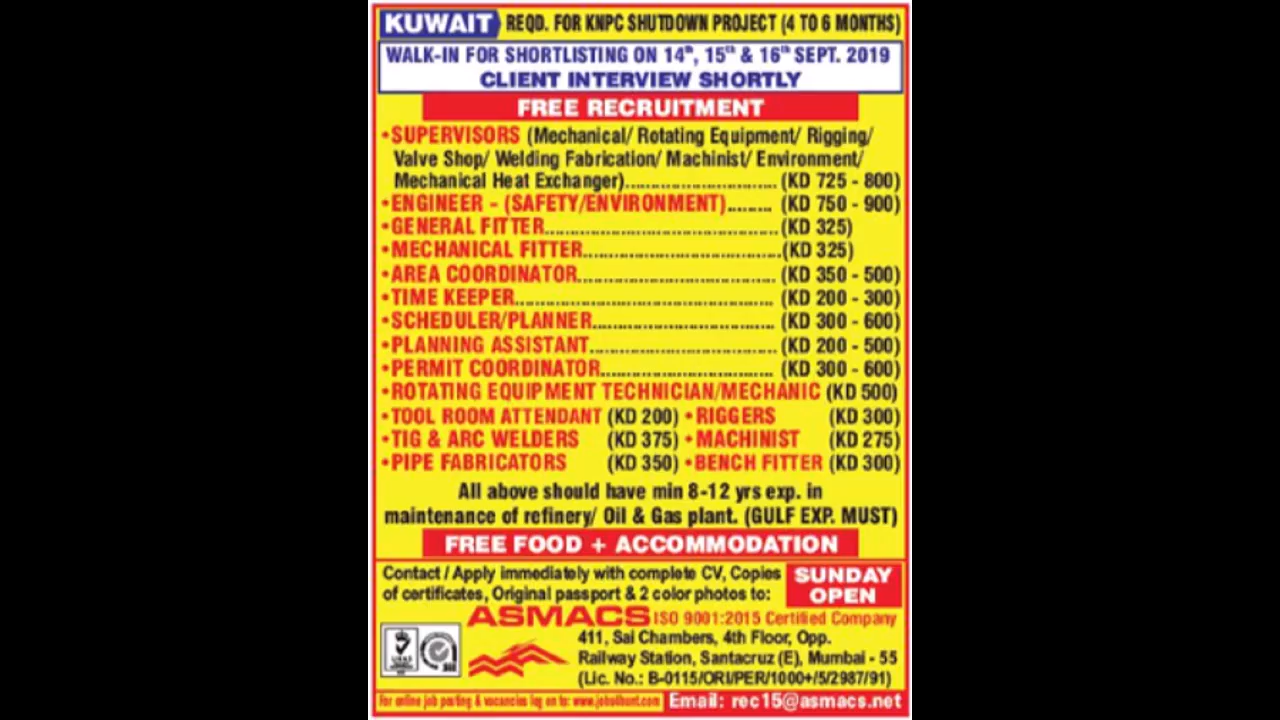 KUWAIT REQD. FOR KNPC SHUTDOWN PROJECT (4 TO 6 MONTHS)
WALK-IN FOR SHORTLISTING ON 14th, 15th & 16th SEPT. 2019
CLIENT INTERVIEW SHORTLY
FREE RECRUITMENT
•SUPERVISORS (Mechanical/ Rotating Equipment/ Rigging/
Valve Shop/ Welding Fabrication/ Machinist/ Environment/
Mechanical Heat Exchanger)............................. (KD 725 - 800)
•ENGINEER - (SAFETY/ENVIRONMENT)......... (KD 750 - 900)
•GENERAL FITTER............................................. (KD 325)
•MECHANICAL FITTER......................................(KD 325)
•AREA COORDINATOR...................................... (KD 350 - 500)
•TIME KEEPER.................................................. (KD 200 - 300)
•SCHEDULER/PLANNER................................... (KD 300 - 600)
•PLANNING ASSISTANT.................................... (KD 200 - 500)
•PERMIT COORDINATOR................................. (KD 300 - 600)
•ROTATING EQUIPMENT TECHNICIAN/MECHANIC (KD 500)
•TOOL ROOM ATTENDANT (KD 200) •RIGGERS (KD 300)
•TIG & ARC WELDERS (KD 375) •MACHINIST (KD 275)
•PIPE FABRICATORS (KD 350) •BENCH FITTER (KD 300)
All above should have min 8-12 yrs exp. in
maintenance of refinery/ Oil & Gas plant. (GULF EXP. MUST)
FREE FOOD + ACCOMMODATION
Contact / Apply immediately with complete CV, Copies
of certificates, Original passport & 2 color photos to:
SUNDAY
OPEN
ASMACS ISO 9001:2015 Certified Company
411, Sai Chambers, 4th Floor, Opp.
Railway Station, Santacruz (E), Mumbai - 55
(Lic. No.: B-0115/ORI/PER/1000+/5/2987/91)
For online job posting & vacancies log on to: Email: rec15@asmacs.net